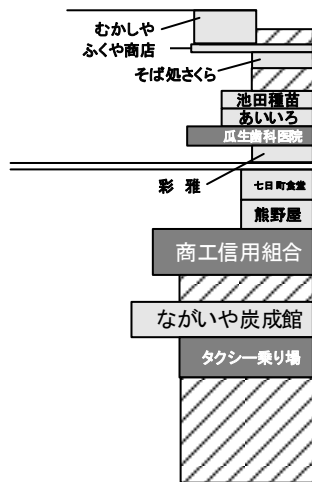 むかしや
ふくや商店
そば処さくら
池田種苗
あいいろ
瓜生歯科医院
彩雅
七日町食堂
熊野屋
商工信用組合
ながいや炭成館
タクシー乗り場